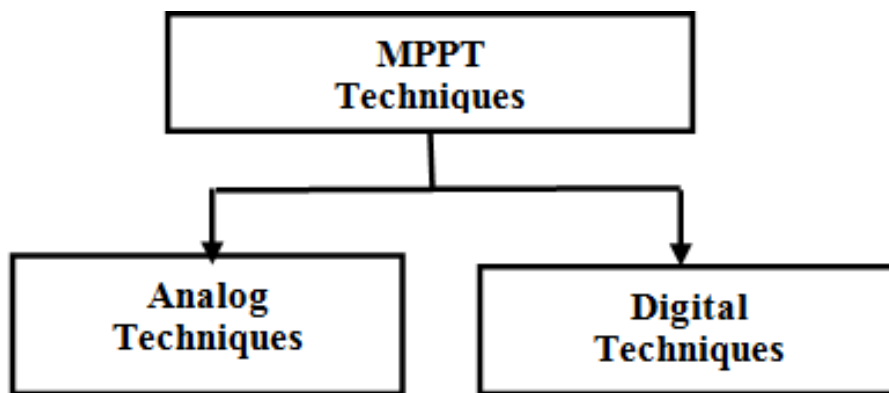 MPPT
Techniques
Analog
Techniques
Digital
Techniques